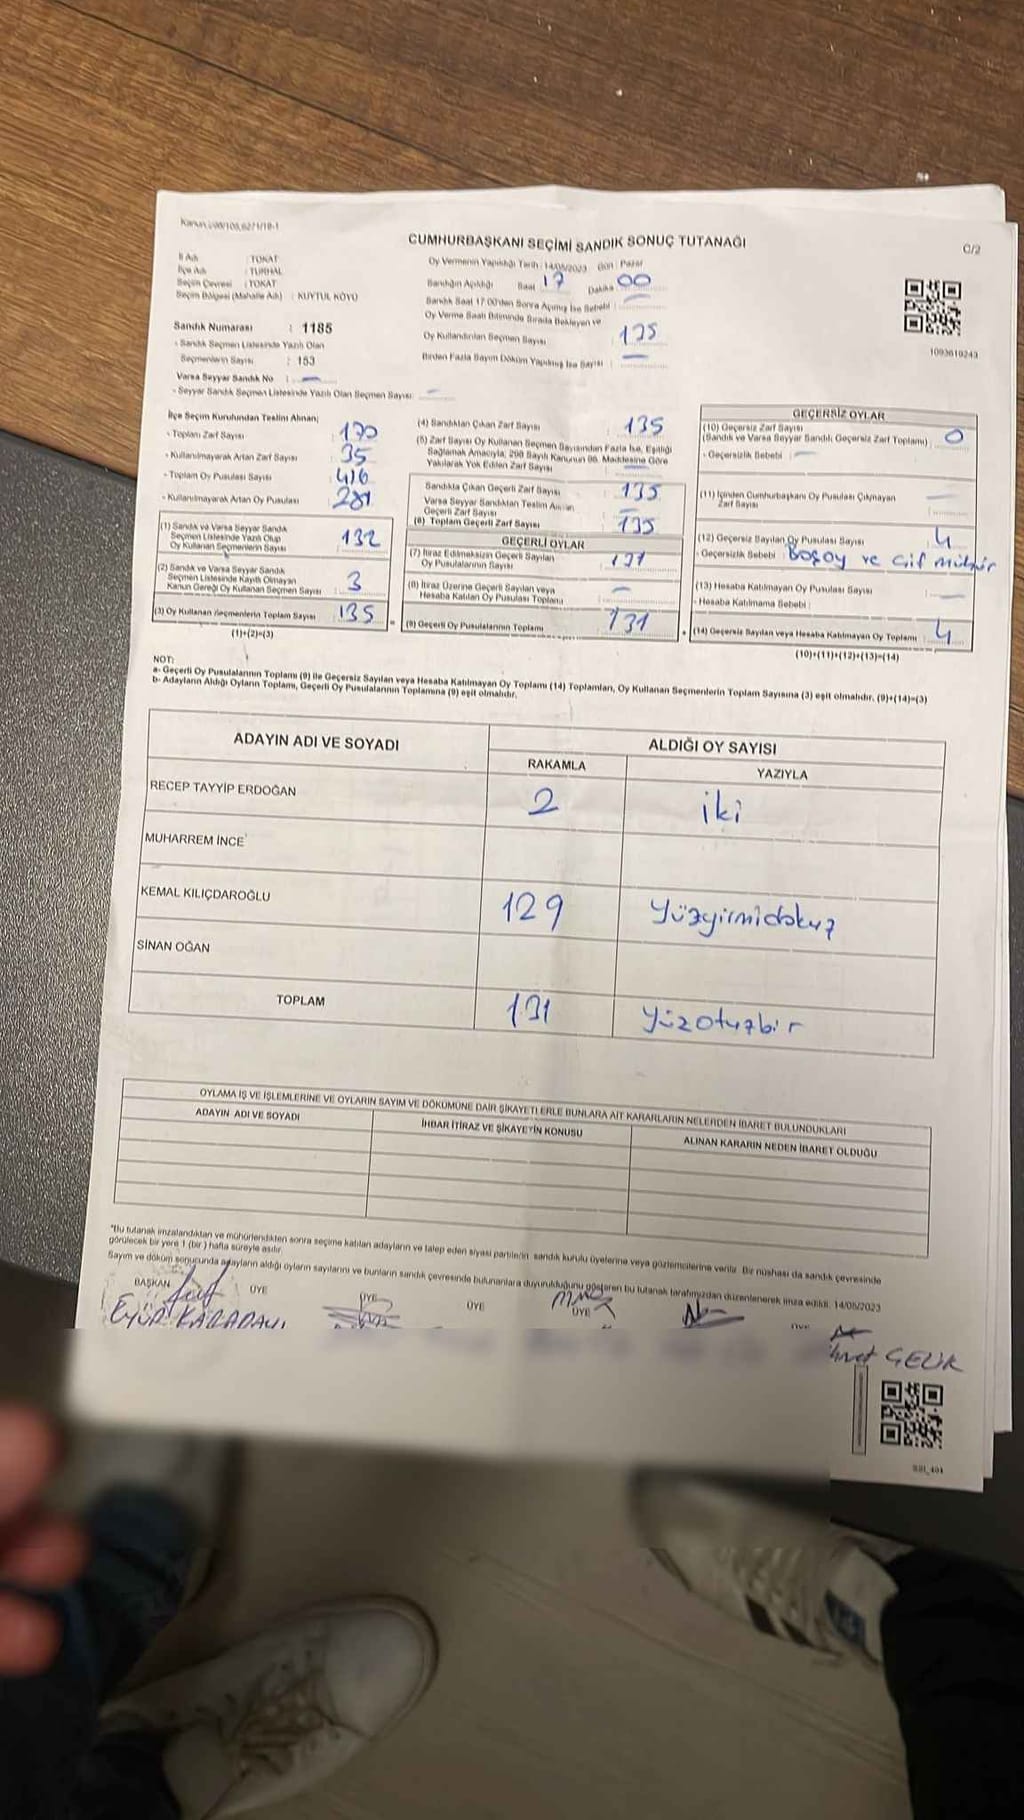 CUMHURBAŞKANI SEÇİMİ SANDIK SONUÇ TUTANAĞI
C/2
İl Adı : TOKAT
İlçe Adı : TURHAL
Seçim Çevresi : TOKAT
Seçim Bölgesi (Mahalle Adı) : KUYTUL KÖYÜ
Sandık Numarası : 1185
- Sandık Seçmen Listesinde Yazılı Olan
Seçmenlerin Sayısı : 153
Varsa Seyyar Sandık No : —
- Seyyar Sandık Seçmen Listesinde Yazılı Olan Seçmen Sayısı —
Oy Vermenin Yapıldığı Tarih : 14/05/2023 Gün : Pazar
Sandığın Açıldığı Saat 17 Dakika 00
Sandık Saat 17:00'den Sonra Açılmış İse Sebebi —
Oy Verme Saati Bitiminde Sırada Bekleyen ve
Oy Kullandırılan Seçmen Sayısı 135
Birden Fazla Sayım Döküm Yapılmış İse Sayısı : —
1093610243
İlçe Seçim Kurulundan Teslim Alınan;
- Toplam Zarf Sayısı : 170
- Kullanılmayarak Artan Zarf Sayısı : 35
- Toplam Oy Pusulası Sayısı : 416
- Kullanılmayarak Artan Oy Pusulası : 281
(1) Sandık ve Varsa Seyyar Sandık
Seçmen Listesinde Yazılı Olup
Oy Kullanan Seçmenlerin Sayısı 132
(2) Sandık ve Varsa Seyyar Sandık
Seçmen Listesinde Kayıtlı Olmayan
Kanun Gereği Oy Kullanan Seçmen Sayısı 3
(3) Oy Kullanan Seçmenlerin Toplam Sayısı 135
(1)+(2)=(3)
(4) Sandıktan Çıkan Zarf Sayısı 135
(5) Zarf Sayısı Oy Kullanan Seçmen Sayısından Fazla İse, Eşitliği
Sağlamak Amacıyla, 298 Sayılı Kanunun 98. Maddesine Göre
Yakılarak Yok Edilen Zarf Sayısı —
Sandıkta Çıkan Geçerli Zarf Sayısı 135
Varsa Seyyar Sandıktan Teslim Alınan
Geçerli Zarf Sayısı —
(6) Toplam Geçerli Zarf Sayısı 135
GEÇERLİ OYLAR
(7) İtiraz Edilmeksizin Geçerli Sayılan
Oy Pusulalarının Sayısı 131
(8) İtiraz Üzerine Geçerli Sayılan veya
Hesaba Katılan Oy Pusulası Toplamı —
(9) Geçerli Oy Pusulalarının Toplamı 131
GEÇERSİZ OYLAR
(10) Geçersiz Zarf Sayısı
(Sandık ve Varsa Seyyar Sandık Geçersiz Zarf Toplamı) 0
- Geçersizlik Sebebi : —
(11) İçinden Cumhurbaşkanı Oy Pusulası Çıkmayan
Zarf Sayısı —
(12) Geçersiz Sayılan Oy Pusulası Sayısı 4
- Geçersizlik Sebebi : Boş oy ve çif mühür
(13) Hesaba Katılmayan Oy Pusulası Sayısı —
- Hesaba Katılmama Sebebi :
(14) Geçersiz Sayılan veya Hesaba Katılmayan Oy Toplamı 4
(10)+(11)+(12)+(13)=(14)
NOT:
a- Geçerli Oy Pusulalarının Toplamı (9) ile Geçersiz Sayılan veya Hesaba Katılmayan Oy Toplamı (14) Toplamları, Oy Kullanan Seçmenlerin Toplam Sayısına (3) eşit olmalıdır. (9)+(14)=(3)
b- Adayların Aldığı Oyların Toplamı, Geçerli Oy Pusulalarının Toplamına (9) eşit olmalıdır.
ADAYIN ADI VE SOYADI
ALDIĞI OY SAYISI
RAKAMLA
YAZIYLA
RECEP TAYYİP ERDOĞAN 2 iki
MUHARREM İNCE
KEMAL KILIÇDAROĞLU 129 yüzyirmidokuz
SİNAN OĞAN
TOPLAM 131 yüzotuzbir
OYLAMA İŞ VE İŞLEMLERİNE VE OYLARIN SAYIM VE DÖKÜMÜNE DAİR ŞİKAYETLERLE BUNLARA AİT KARARLARIN NELERDEN İBARET BULUNDUKLARI
ADAYIN ADI VE SOYADI
İHBAR İTİRAZ VE ŞİKAYETİN KONUSU
ALINAN KARARIN NEDEN İBARET OLDUĞU
"Bu tutanak imzalandıktan ve mühürlendikten sonra seçime katılan adayların ve talep eden siyasi partilerin sandık kurulu üyelerine veya gözlemcilerine verilir. Bir nüshası da sandık çevresinde
görülecek bir yere 1 (bir) hafta süreyle asılır.
Sayım ve döküm sonucunda adayların aldığı oyların sayılarını ve bunların sandık çevresinde bulunanlara duyurulduğunu gösteren bu tutanak tarafımızdan düzenlenerek imza edildi. 14/05/2023
BAŞKAN ÜYE ÜYE ÜYE ÜYE
EYÜP KARADAYI
ÇELİK